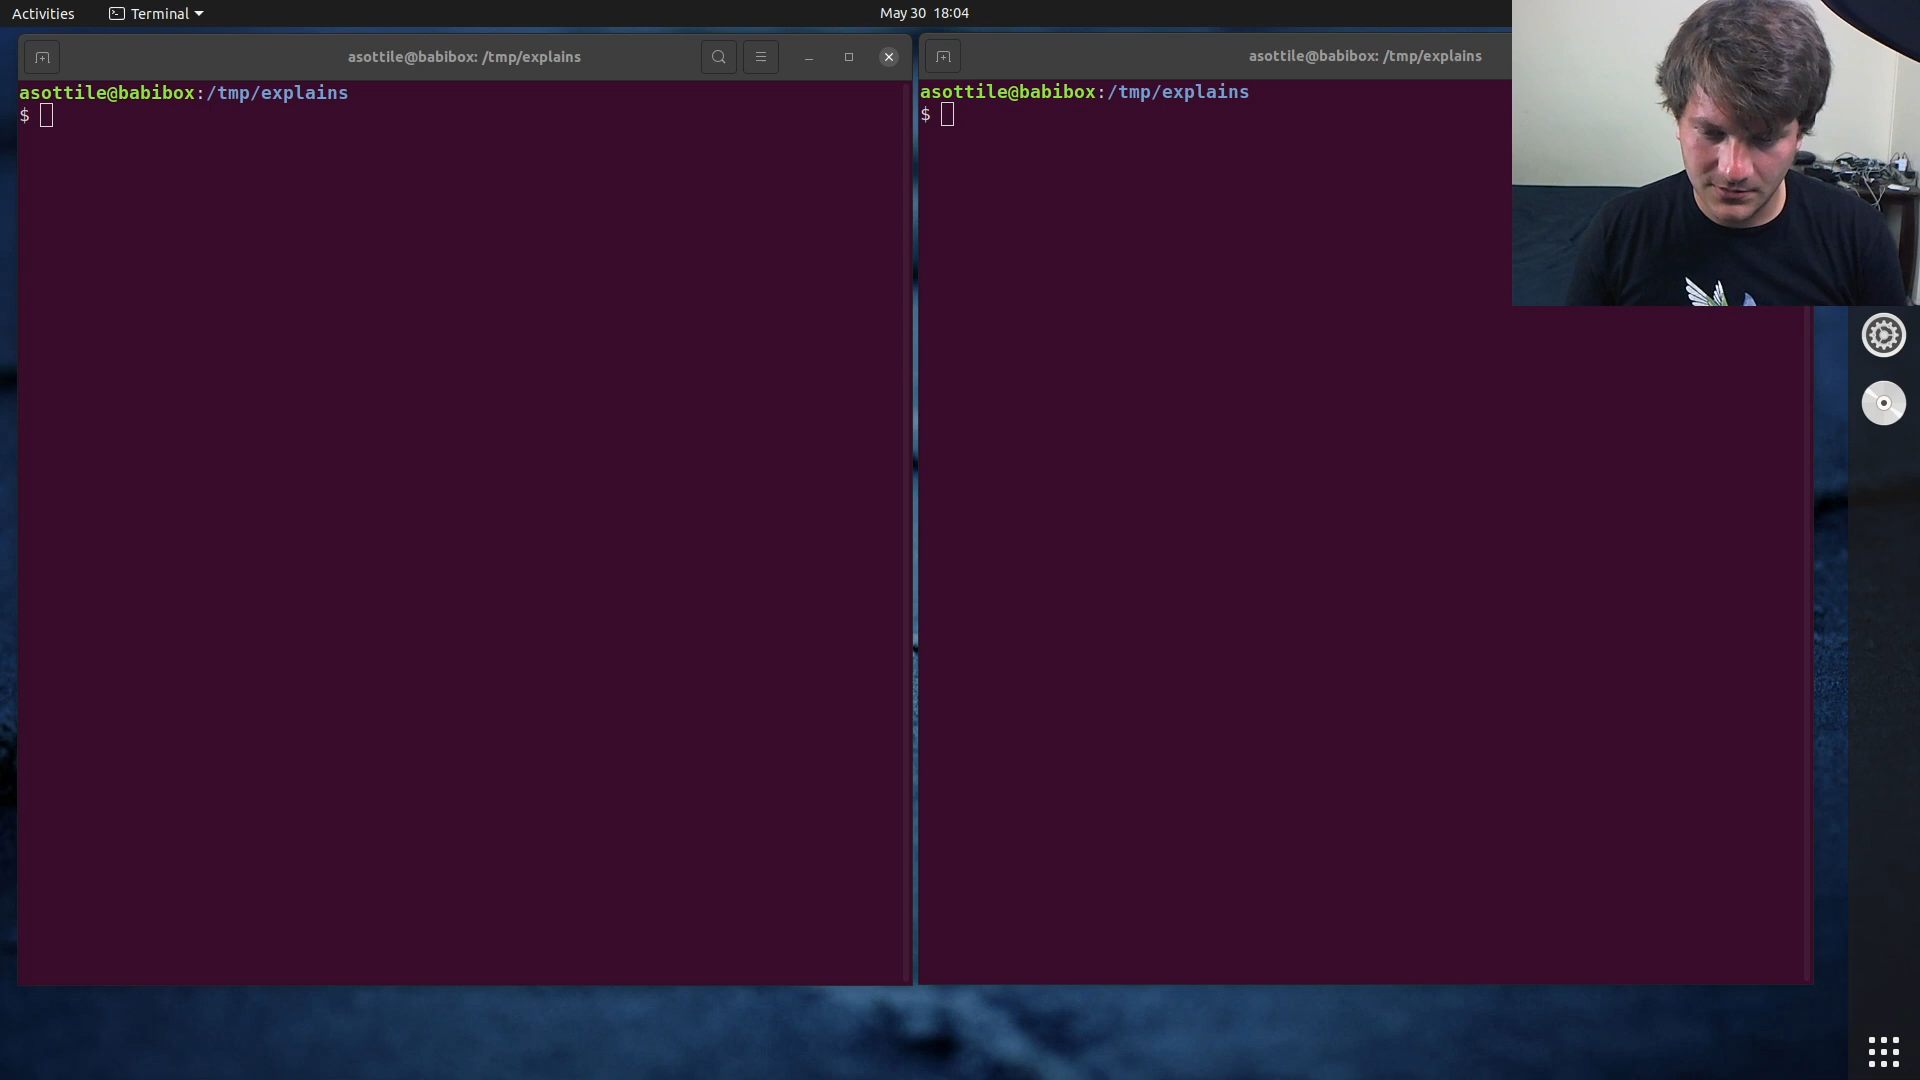 Activities
Terminal
May 30 18:04
asottile@babibox: /tmp/explains
asottile@babibox:/tmp/explains
$
asottile@babibox: /tmp/explains
asottile@babibox:/tmp/explains
$